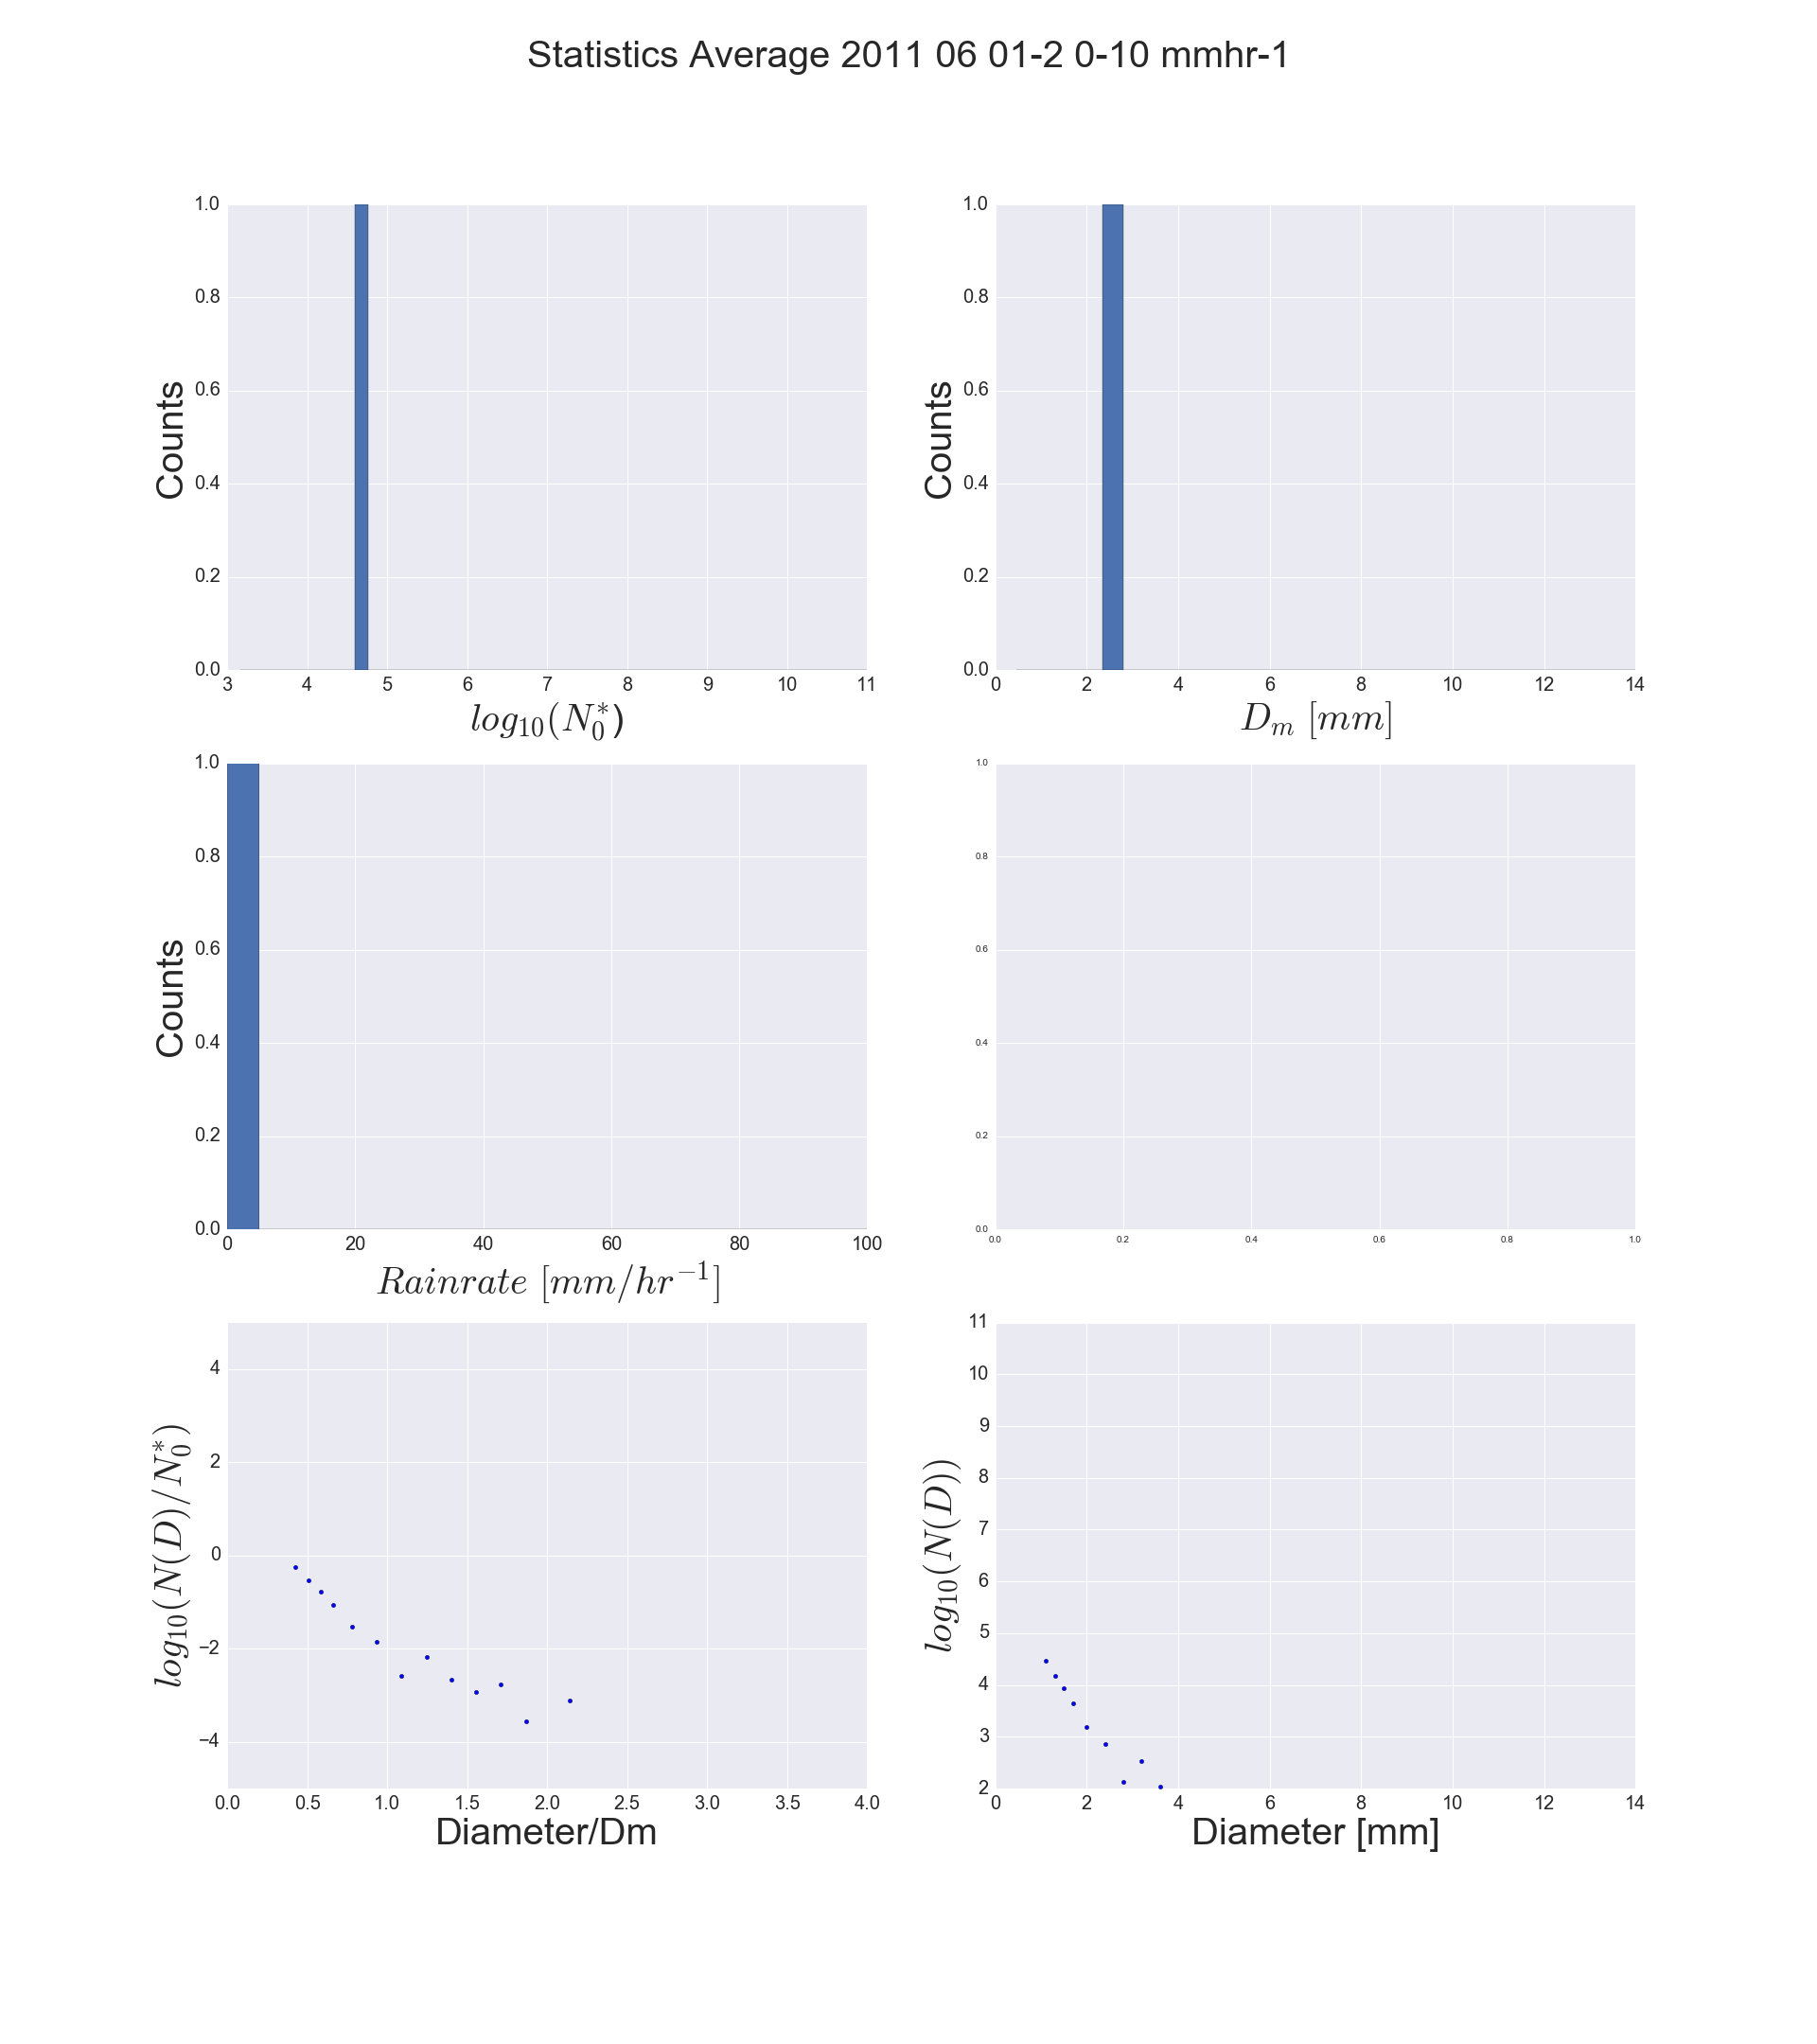 Statistics Average 2011 06 01-2 0-10 mmhr-1
1.0
0.8
0.6
0.4
0.2
0.0
Counts
3 4 5 6 7 8 9 10 11
log10(N0*)
1.0
0.8
0.6
0.4
0.2
0.0
Counts
0 2 4 6 8 10 12 14
Dm [mm]
1.0
0.8
0.6
0.4
0.2
0.0
Counts
0 20 40 60 80 100
Rainrate [mm/hr−1]
1.0
0.8
0.6
0.4
0.2
0.0
0.0 0.2 0.4 0.6 0.8 1.0
4
2
0
−2
−4
log10(N(D)/N0*)
0.0 0.5 1.0 1.5 2.0 2.5 3.0 3.5 4.0
Diameter/Dm
11
10
9
8
7
6
5
4
3
2
log10(N(D))
0 2 4 6 8 10 12 14
Diameter [mm]